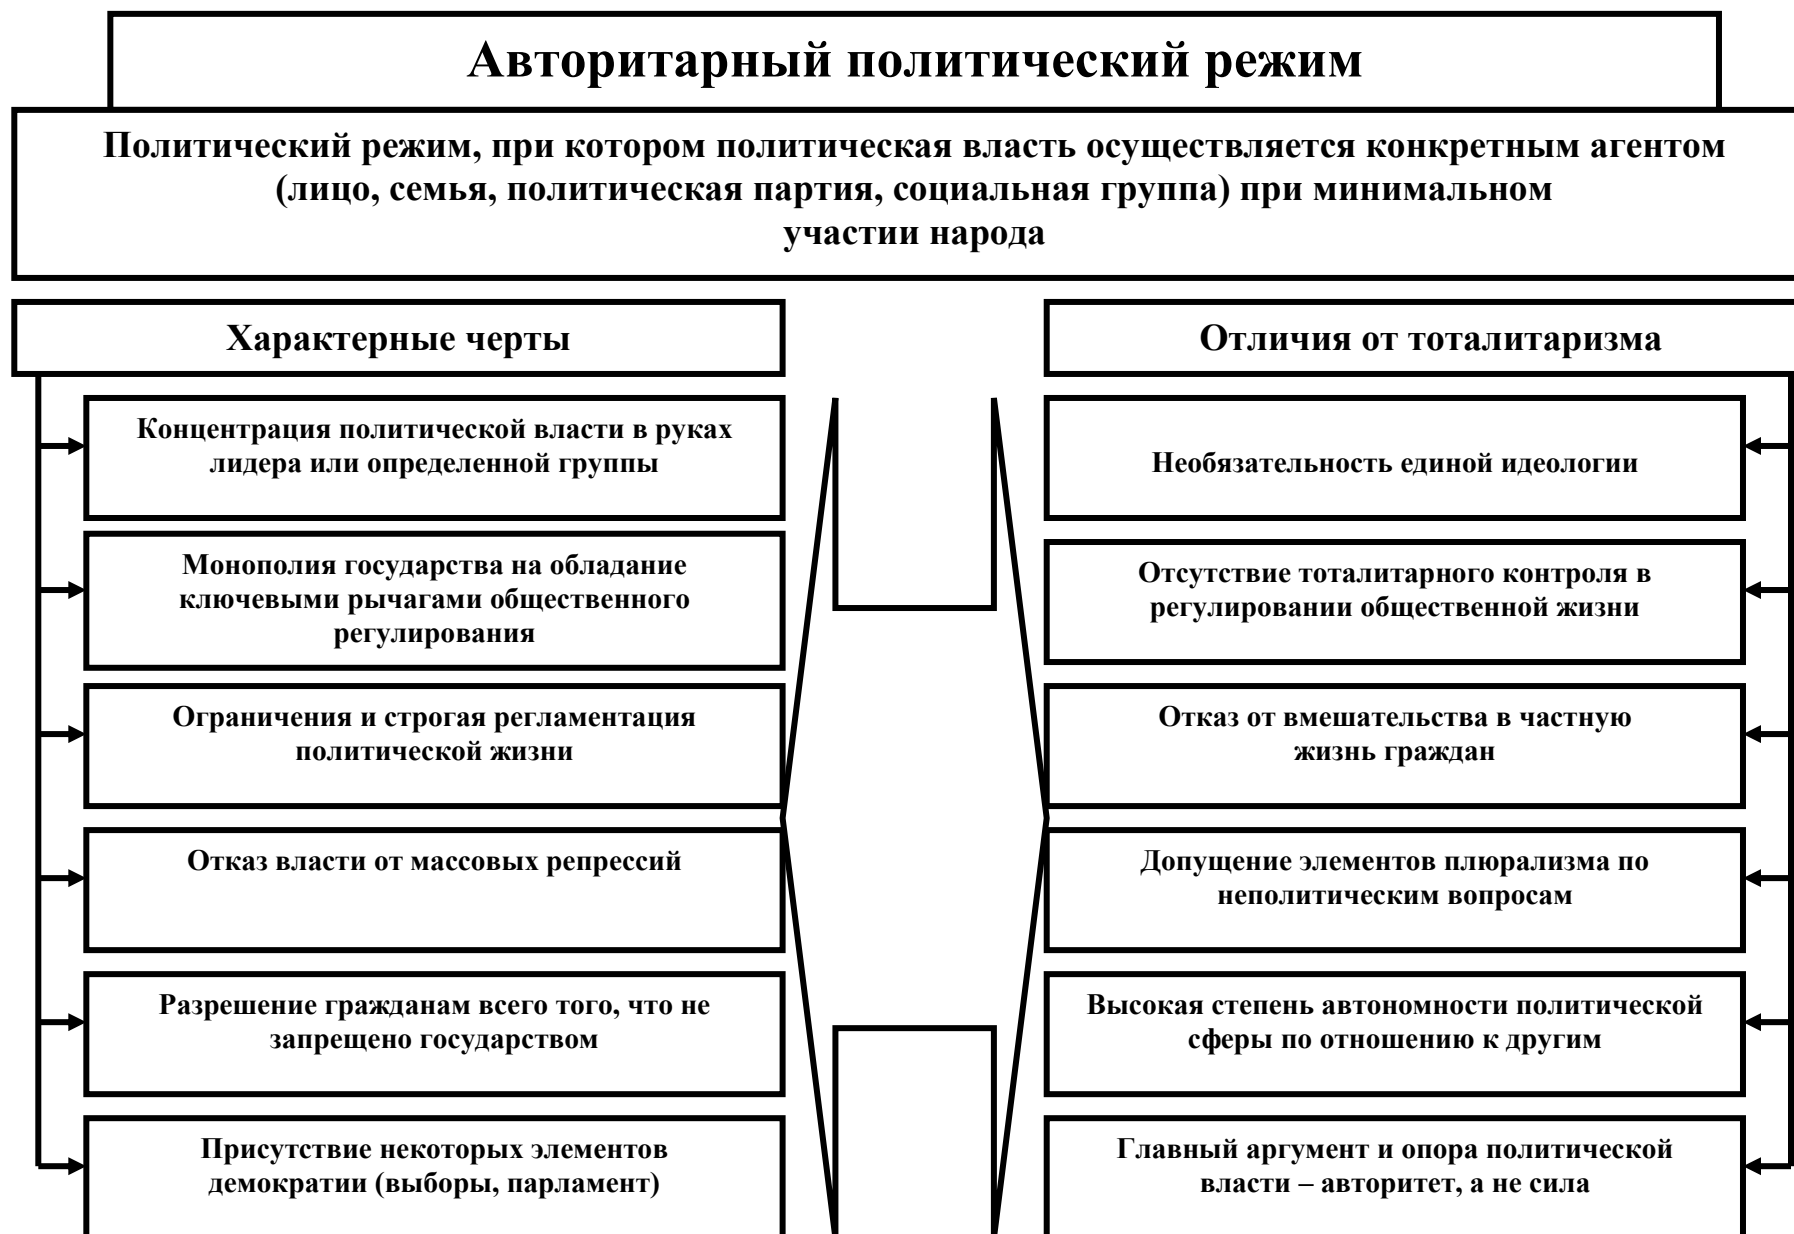 Авторитарный политический режим
Политический режим, при котором политическая власть осуществляется конкретным агентом
(лицо, семья, политическая партия, социальная группа) при минимальном
участии народа
Характерные черты
Концентрация политической власти в руках
лидера или определенной группы
Монополия государства на обладание
ключевыми рычагами общественного
регулирования
Ограничения и строгая регламентация
политической жизни
Отказ власти от массовых репрессий
Разрешение гражданам всего того, что не
запрещено государством
Присутствие некоторых элементов
демократии (выборы, парламент)
Отличия от тоталитаризма
Необязательность единой идеологии
Отсутствие тоталитарного контроля в
регулировании общественной жизни
Отказ от вмешательства в частную
жизнь граждан
Допущение элементов плюрализма по
неполитическим вопросам
Высокая степень автономности политической
сферы по отношению к другим
Главный аргумент и опора политической
власти – авторитет, а не сила